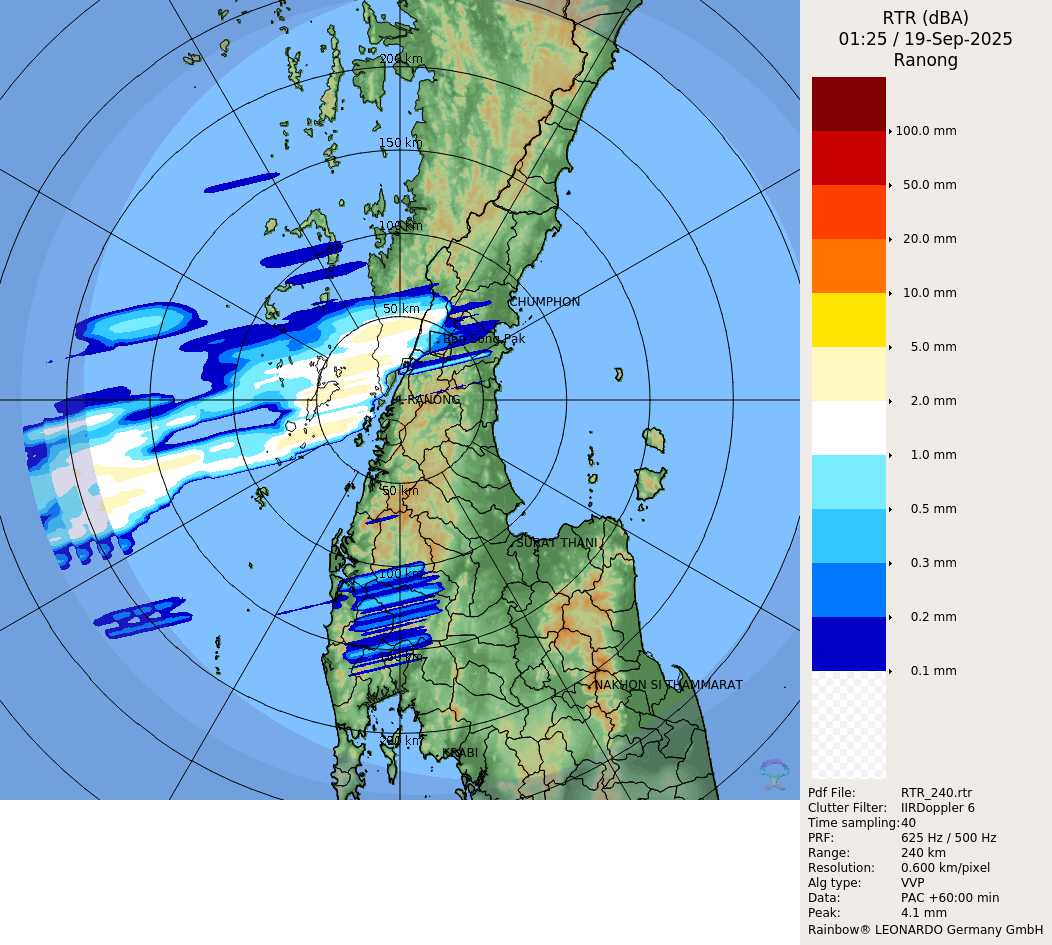 RTR (dBA)
01:25 / 19-Sep-2025
Ranong
100.0 mm
50.0 mm
20.0 mm
10.0 mm
5.0 mm
2.0 mm
1.0 mm
0.5 mm
0.3 mm
0.2 mm
0.1 mm
Pdf File: RTR_240.rtr
Clutter Filter: IIRDoppler 6
Time sampling: 40
PRF: 625 Hz / 500 Hz
Range: 240 km
Resolution: 0.600 km/pixel
Alg type: VVP
Data: PAC +60:00 min
Peak: 4.1 mm
Rainbow® LEONARDO Germany GmbH
200 km
150 km
100 km
50 km
CHUMPHON
RANONG
50 km
SURAT THANI
100 km
150 km
NAKHON SI THAMMARAT
200 km
KRABI